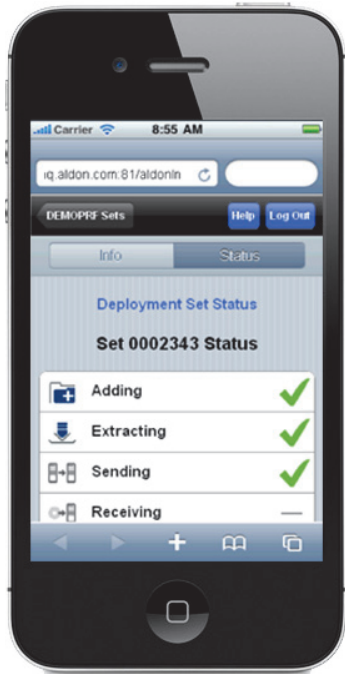 Carrier 8:55 AM
iq.aldon.com:81/aldonIn
DEMOPRF Sets Help Log Out
Info Status
Deployment Set Status
Set 0002343 Status
Adding
Extracting
Sending
Receiving